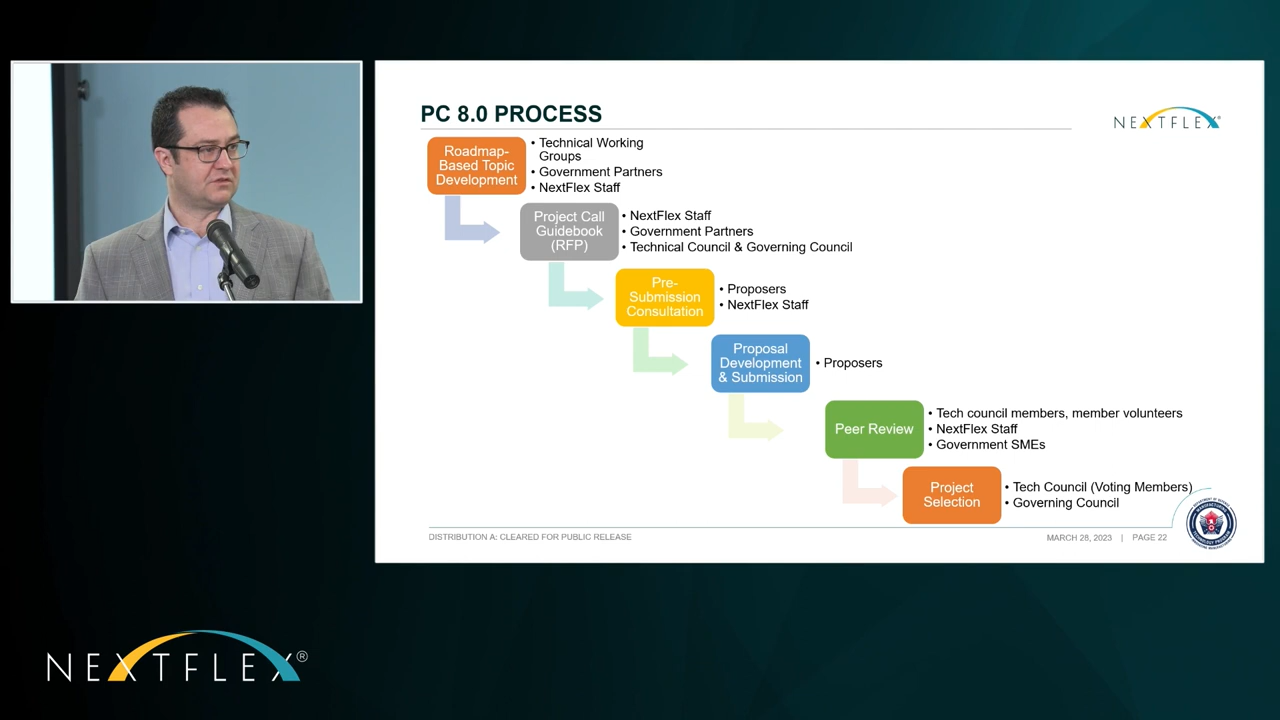 PC 8.0 PROCESS
NEXTFLEX®
Roadmap-
Based Topic
Development
• Technical Working
Groups
• Government Partners
• NextFlex Staff
Project Call
Guidebook
(RFP)
• NextFlex Staff
• Government Partners
• Technical Council & Governing Council
Pre-
Submission
Consultation
• Proposers
• NextFlex Staff
Proposal
Development
& Submission
• Proposers
Peer Review
• Tech council members, member volunteers
• NextFlex Staff
• Government SMEs
Project
Selection
• Tech Council (Voting Members)
• Governing Council
DISTRIBUTION A: CLEARED FOR PUBLIC RELEASE
MARCH 28, 2023 | PAGE 22
NEXTFLEX®